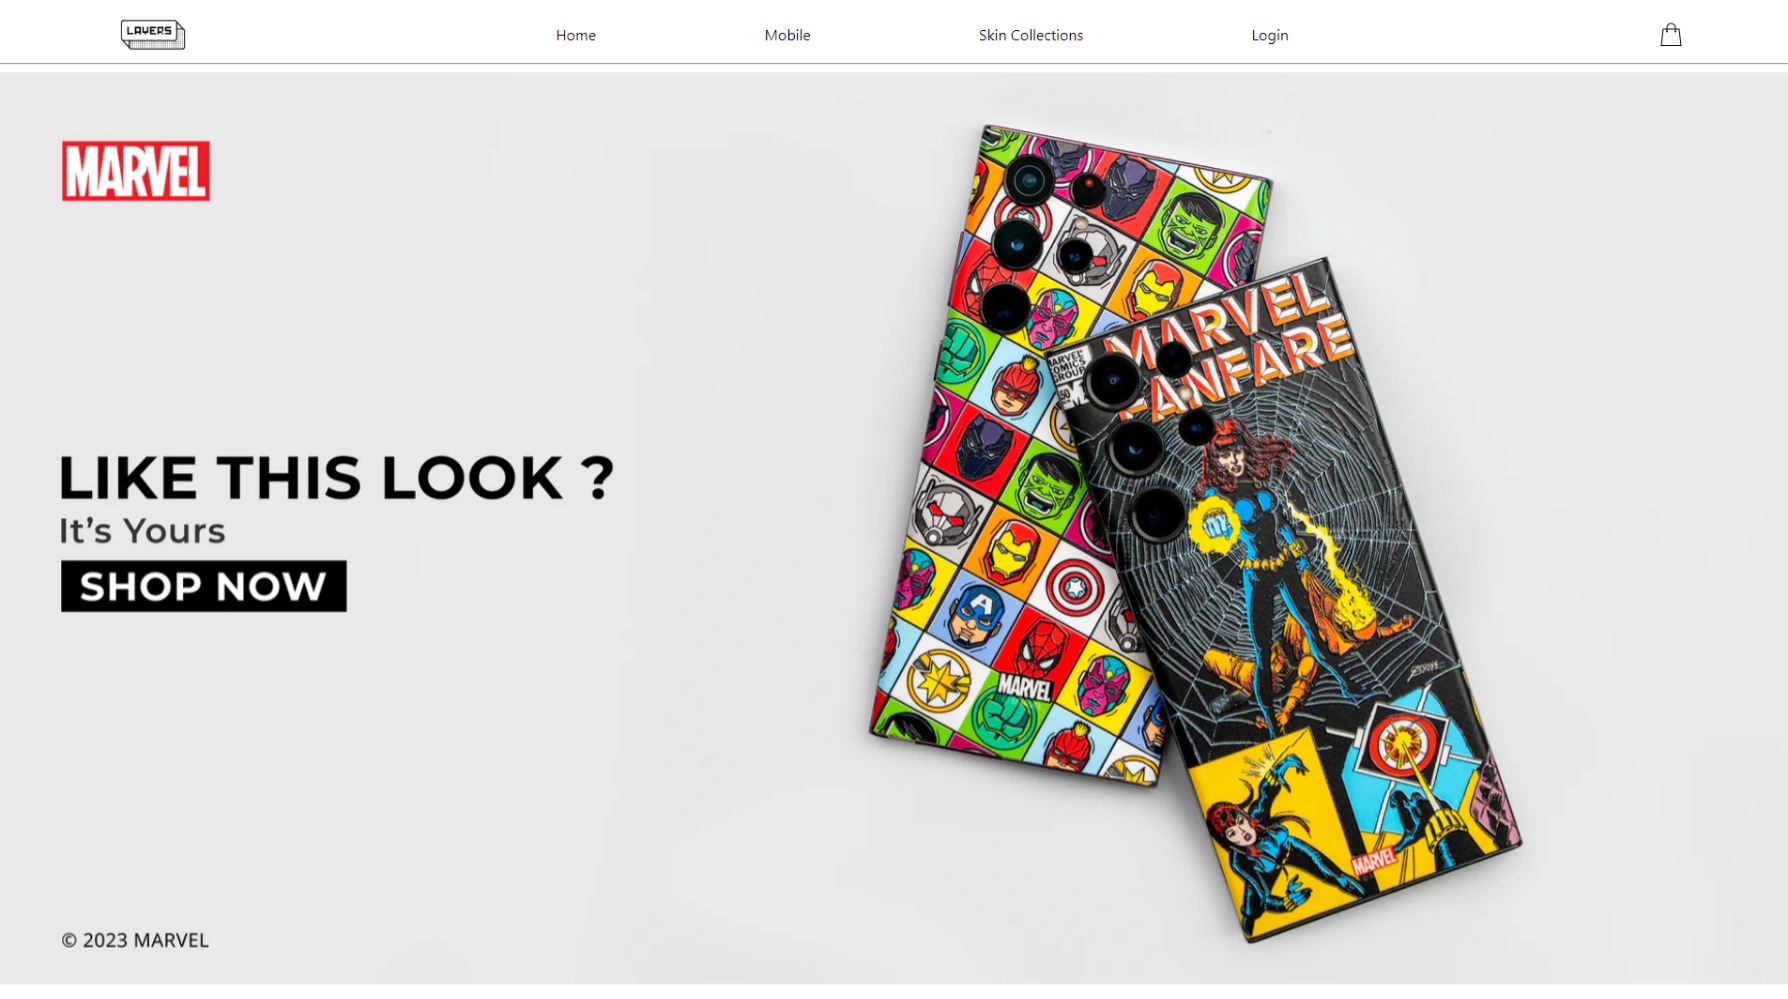 LAYERS
Home
Mobile
Skin Collections
Login
MARVEL
LIKE THIS LOOK ?
It's Yours
SHOP NOW
© 2023 MARVEL
MARVEL
MARVEL
COMICS
GROUP
MARVEL
FANFARE
A
MARVEL